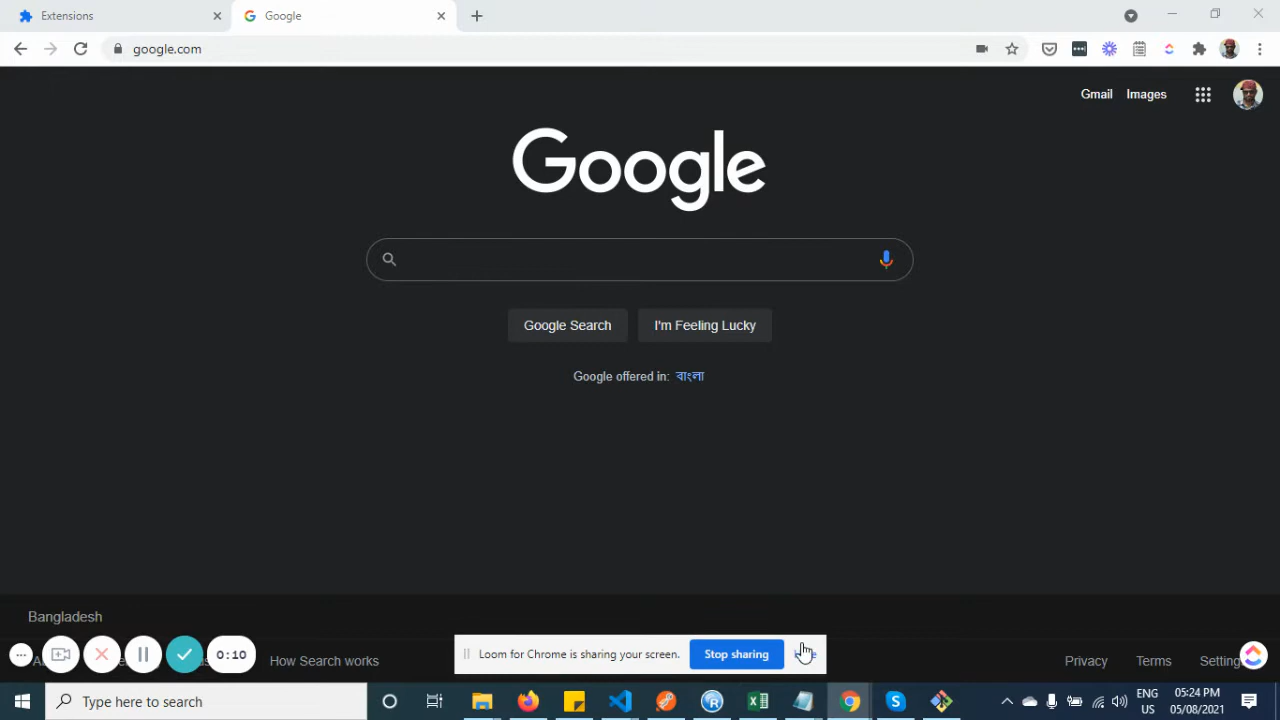 Extensions
Google
google.com
Gmail
Images
Google
Google Search
I'm Feeling Lucky
Google offered in: বাংলা
Bangladesh
How Search works
Privacy
Terms
0:10
Loom for Chrome is sharing your screen.
Stop sharing
Type here to search
ENG
US
05:24 PM
05/08/2021